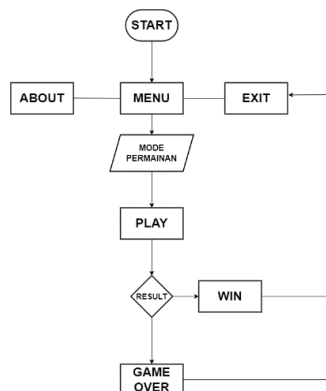 START
ABOUT
MENU
EXIT
MODE
PERMAINAN
PLAY
RESULT
WIN
GAME
OVER